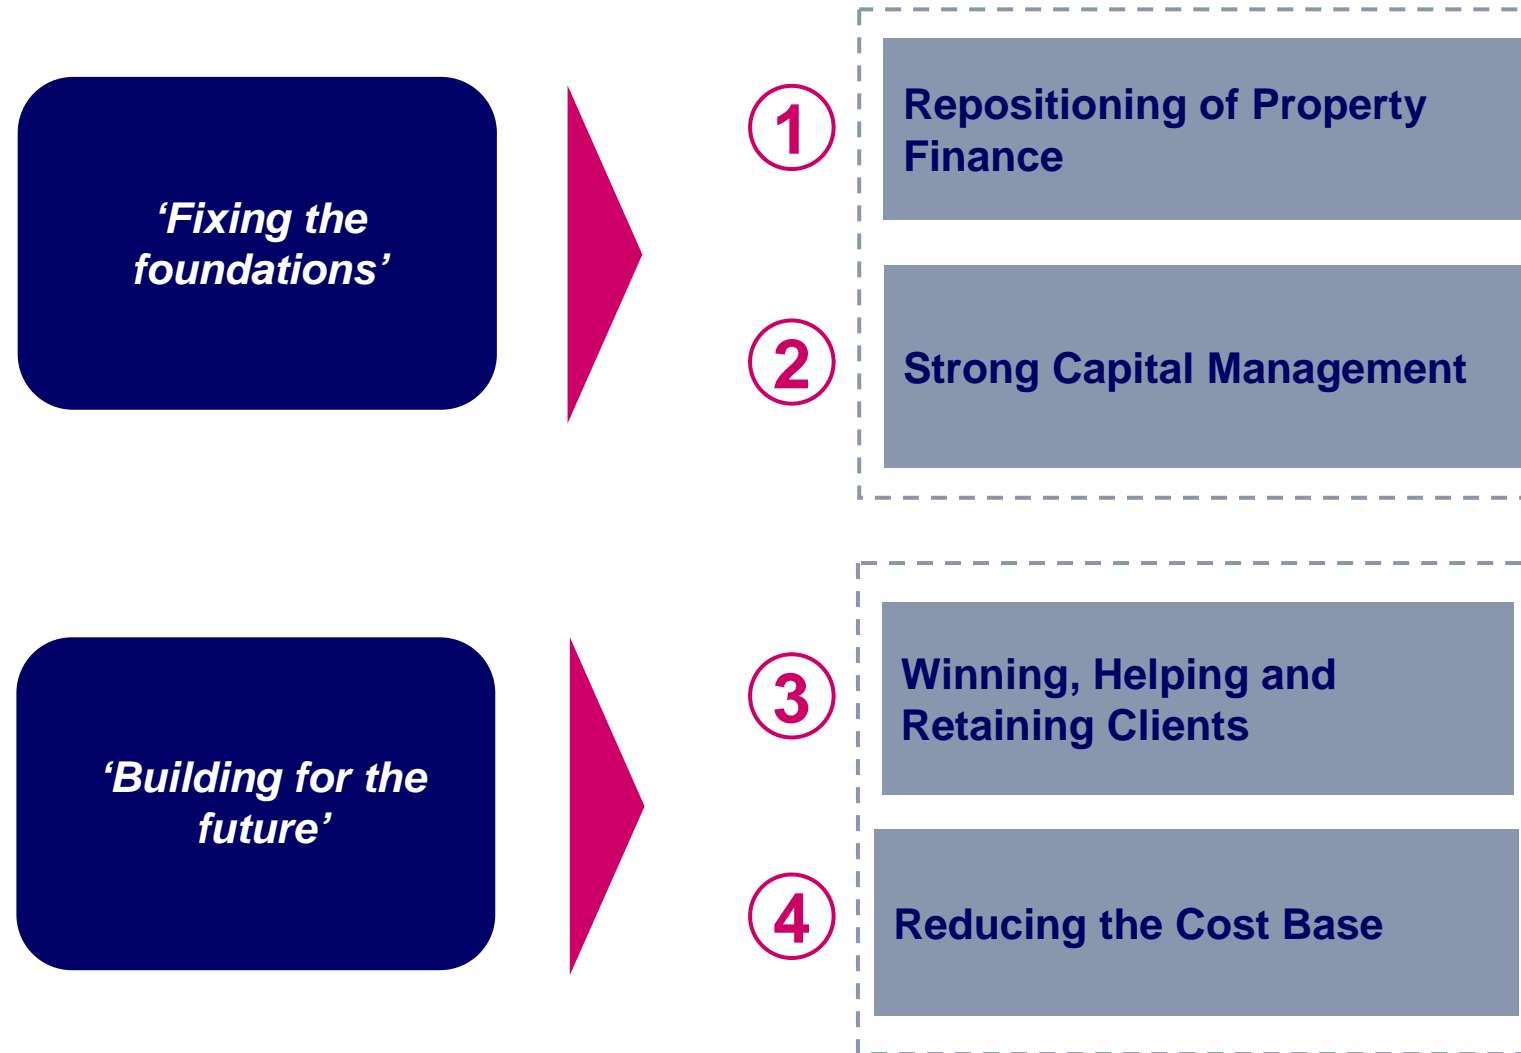 ‘Fixing the
foundations’
1
Repositioning of Property
Finance
2
Strong Capital Management
‘Building for the
future’
3
Winning, Helping and
Retaining Clients
4
Reducing the Cost Base